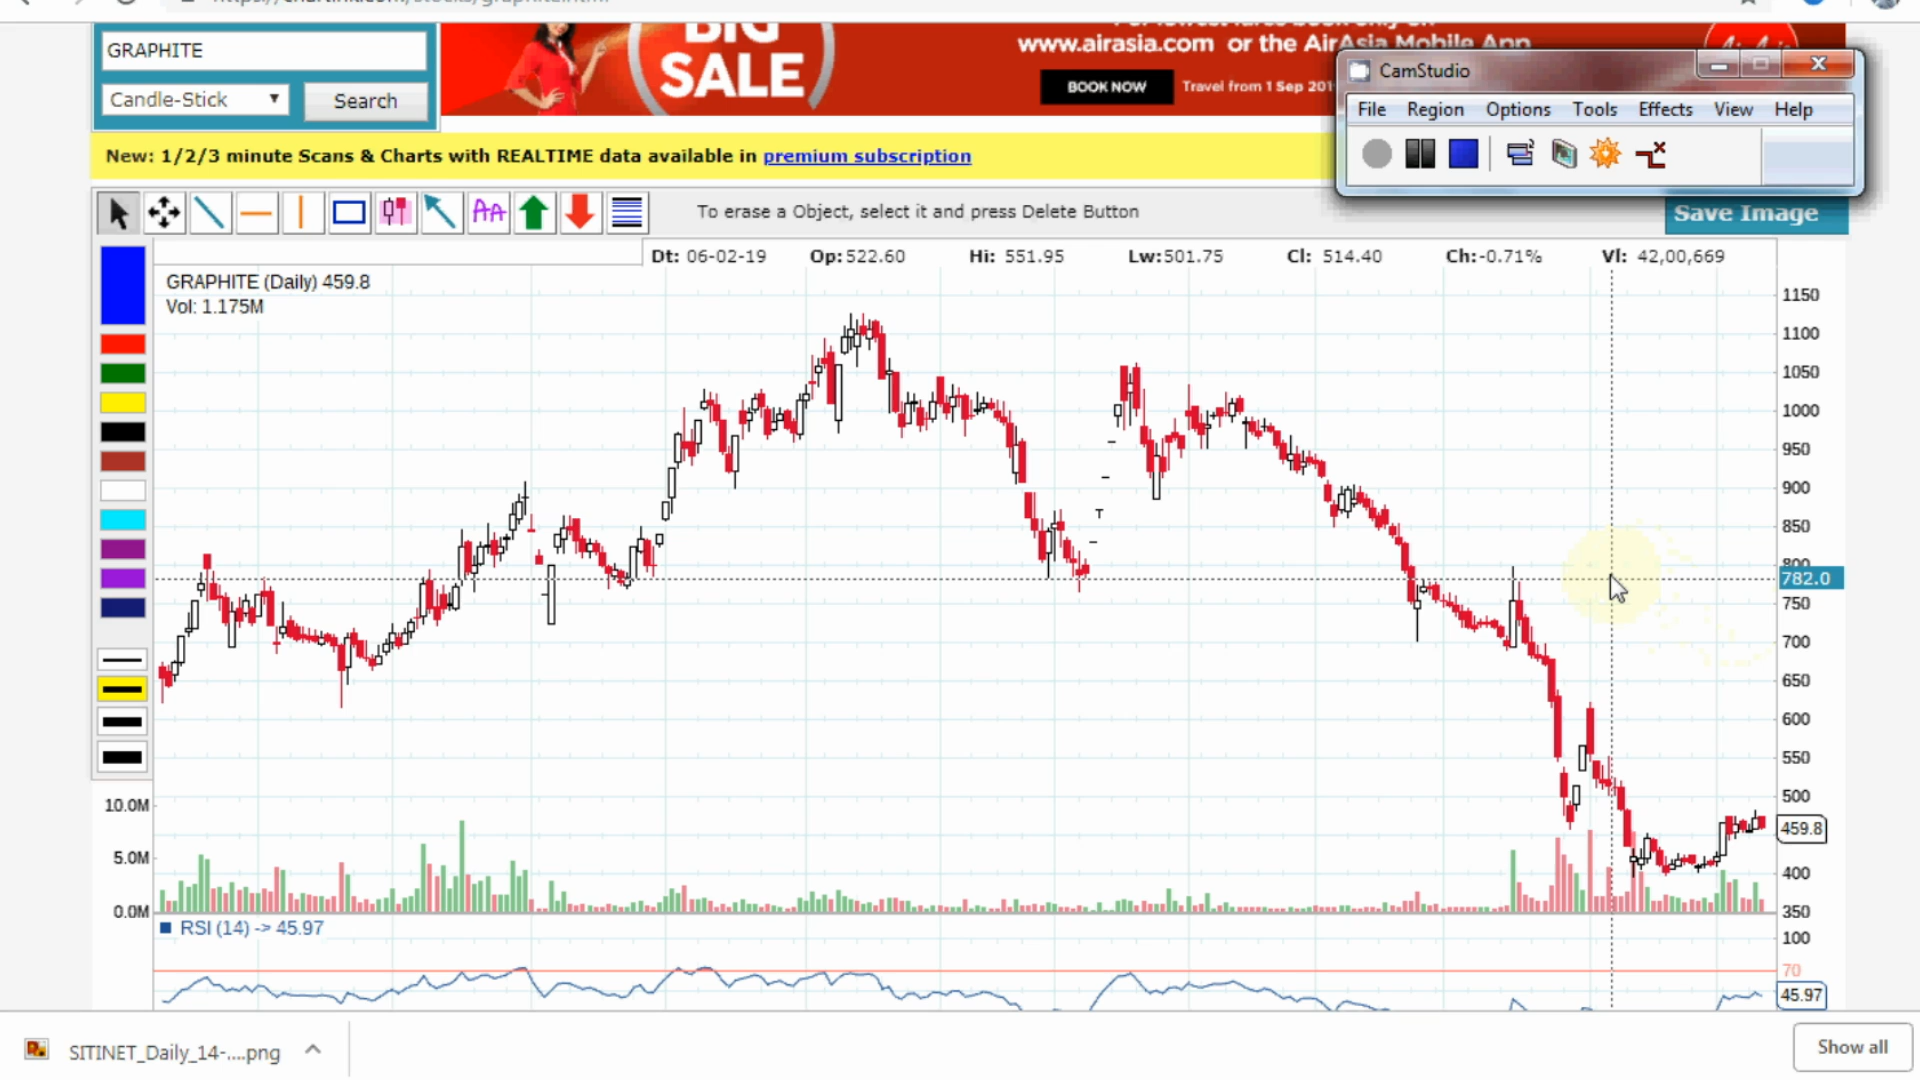 GRAPHITE
Candle-Stick
Search
BIG
SALE
www.airasia.com or the AirAsia Mobile App
BOOK NOW
Travel from 1 Sep 201
CamStudio
File Region Options Tools Effects View Help
New: 1/2/3 minute Scans & Charts with REALTIME data available in premium subscription
AA
To erase a Object, select it and press Delete Button
Save Image
Dt: 06-02-19 Op: 522.60 Hi: 551.95 Lw:501.75 Cl: 514.40 Ch:-0.71% Vl: 42,00,669
GRAPHITE (Daily) 459.8
Vol: 1.175M
1150
1100
1050
1000
950
900
850
800
782.0
750
700
650
600
550
500
459.8
400
350
10.0M
5.0M
0.0M
RSI (14) -> 45.97
100
70
45.97
SITINET_Daily_14-....png
Show all